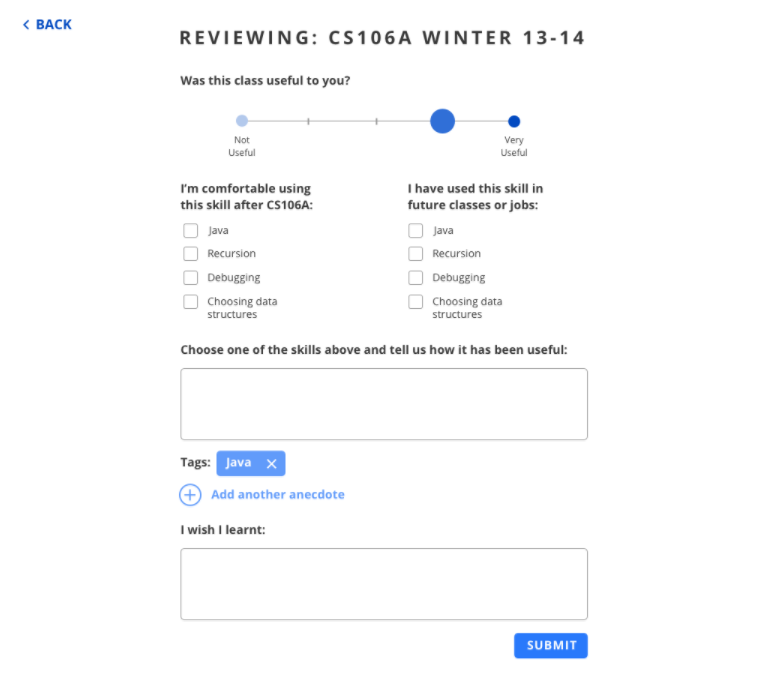 BACK
REVIEWING: CS106A WINTER 13-14
Was this class useful to you?
Not
Useful
Very
Useful
I'm comfortable using
this skill after CS106A:
Java
Recursion
Debugging
Choosing data
structures
I have used this skill in
future classes or jobs:
Java
Recursion
Debugging
Choosing data
structures
Choose one of the skills above and tell us how it has been useful:
Tags: Java
Add another anecdote
I wish I learnt:
SUBMIT